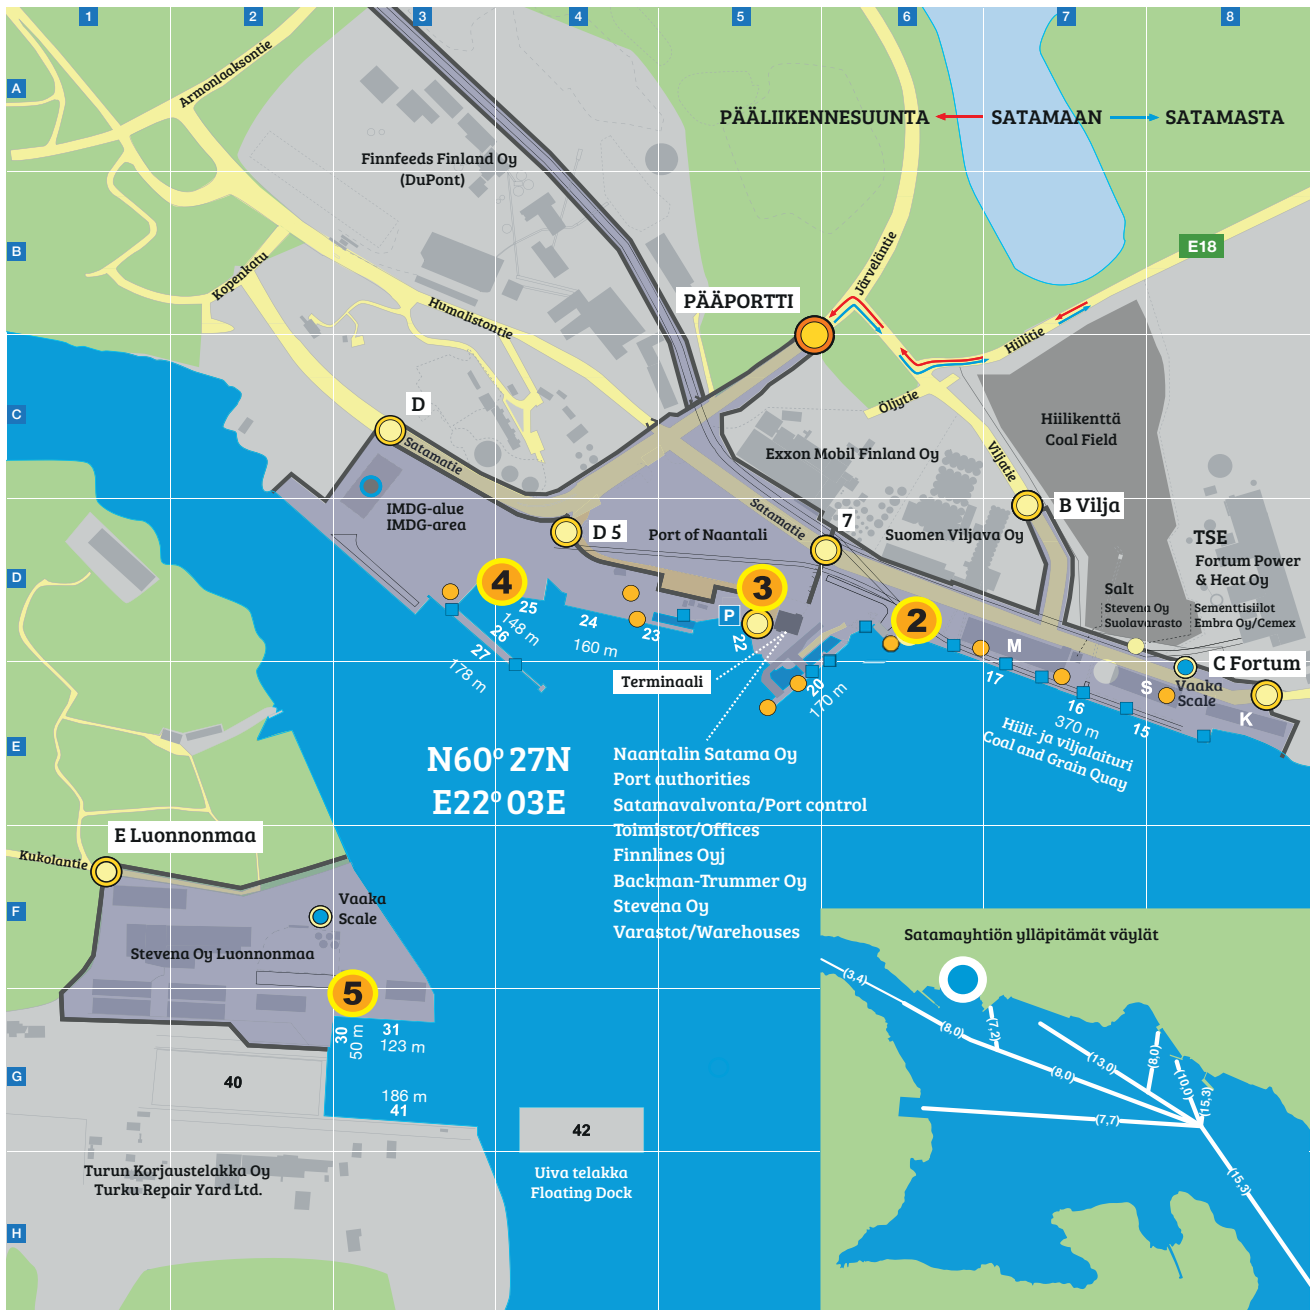 1 2 3 4 5 6 7 8
A
Armonlaaksontie
PÄÄLIIKENNESUUNTA SATAMAAN SATAMASTA
Finnfeeds Finland Oy
(DuPont)
B
E18
Järveläntie
Kopenkatu
PÄÄPORTTI
Humalistontie
Hiilitie
C
D
Öljytie
Hiilikenttä
Coal Field
Satamatie
Exxon Mobil Finland Oy
Viljatie
IMDG-alue
IMDG-area
B Vilja
Satamatie
7
D 5
Port of Naantali
Suomen Viljava Oy
TSE
Fortum Power
& Heat Oy
D
4
3
2
Salt
Stevena Oy
Suolavarasto
Sementtisiilot
Embra Oy/Cemex
25
148 m
24
160 m
23
P
22
26
27
178 m
M
17
C Fortum
Terminaali
20
170 m
S
Vaaka
Scale
16
370 m
15
K
Hiili- ja viljalaituri
Coal and Grain Quay
E
N60° 27N
E22° 03E
Naantalin Satama Oy
Port authorities
Satamavalvonta/Port control
Toimistot/Offices
Finnlines Oyj
Backman-Trummer Oy
Stevena Oy
Varastot/Warehouses
E Luonnonmaa
Kukolantie
F
Vaaka
Scale
Stevena Oy Luonnonmaa
5
30
50 m
31
123 m
G
40
186 m
41
42
Turun Korjaustelakka Oy
Turku Repair Yard Ltd.
Uiva telakka
Floating Dock
H
Satamayhtiön ylläpitämät väylät
(3,4)
(8,0)
(7,2)
(8,0)
(13,0)
(8,0)
(10,0)
(15,3)
(7,7)
(15,3)